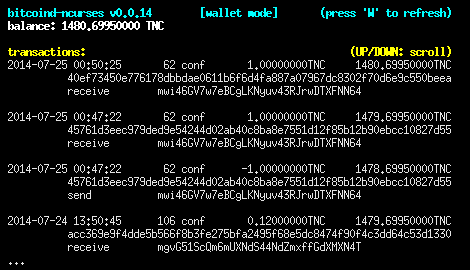 bitcoind-ncurses v0.0.14 [wallet mode] (press 'W' to refresh)
balance: 1480.69950000 TNC
transactions: (UP/DOWN: scroll)
2014-07-25 00:50:25 62 conf 1.00000000TNC 1480.69950000TNC
40ef73450e776178dbbdae0611b6f6d4fa887a07967dc8302f70d6e9c550beea
receive mwi46GV7w7eBCgLKNyuv43RJrwDTXFNN64
2014-07-25 00:47:22 62 conf 1.00000000TNC 1479.69950000TNC
45761d3eec979ded9e54244d02ab40c8ba8e7551d12f85b12b90ebcc10827d55
receive mwi46GV7w7eBCgLKNyuv43RJrwDTXFNN64
2014-07-25 00:47:22 62 conf -1.00000000TNC 1478.69950000TNC
45761d3eec979ded9e54244d02ab40c8ba8e7551d12f85b12b90ebcc10827d55
send mwi46GV7w7eBCgLKNyuv43RJrwDTXFNN64
2014-07-24 13:50:45 106 conf 0.12000000TNC 1479.69950000TNC
acc369e9f4dde5b566f8b3fe275bfa2495f68e5dc8474f90f4c3dd64c53d1330
receive mgvG51ScQm6mUXNdS44NdZmxffGdXMXN4T
...